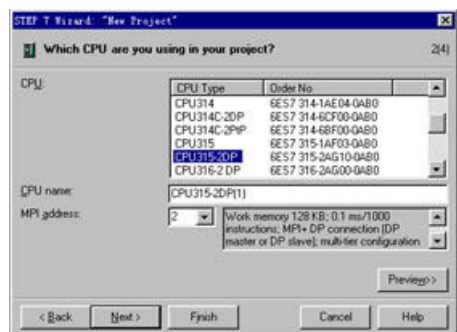 STEP 7 Wizard: "New Project"
Which CPU are you using in your project?
2(4)
CPU:
CPU Type Order No
CPU314 6ES7 314-1AE04-0AB0
CPU314C-2DP 6ES7 314-6CF00-0AB0
CPU314C-2PtP 6ES7 314-6BF00-0AB0
CPU315 6ES7 315-1AF03-0AB0
CPU315-2DP 6ES7 315-2AG10-0AB0
CPU316-2 DP 6ES7 316-2AG00-0AB0
CPU name: CPU315-2DP(1)
MPI address: 2
Work memory 128 KB; 0.1 ms/1000
instructions; MPI+ DP connection (DP
master or DP slave); multi-tier configuration
Preview>>
< Back Next > Finish Cancel Help